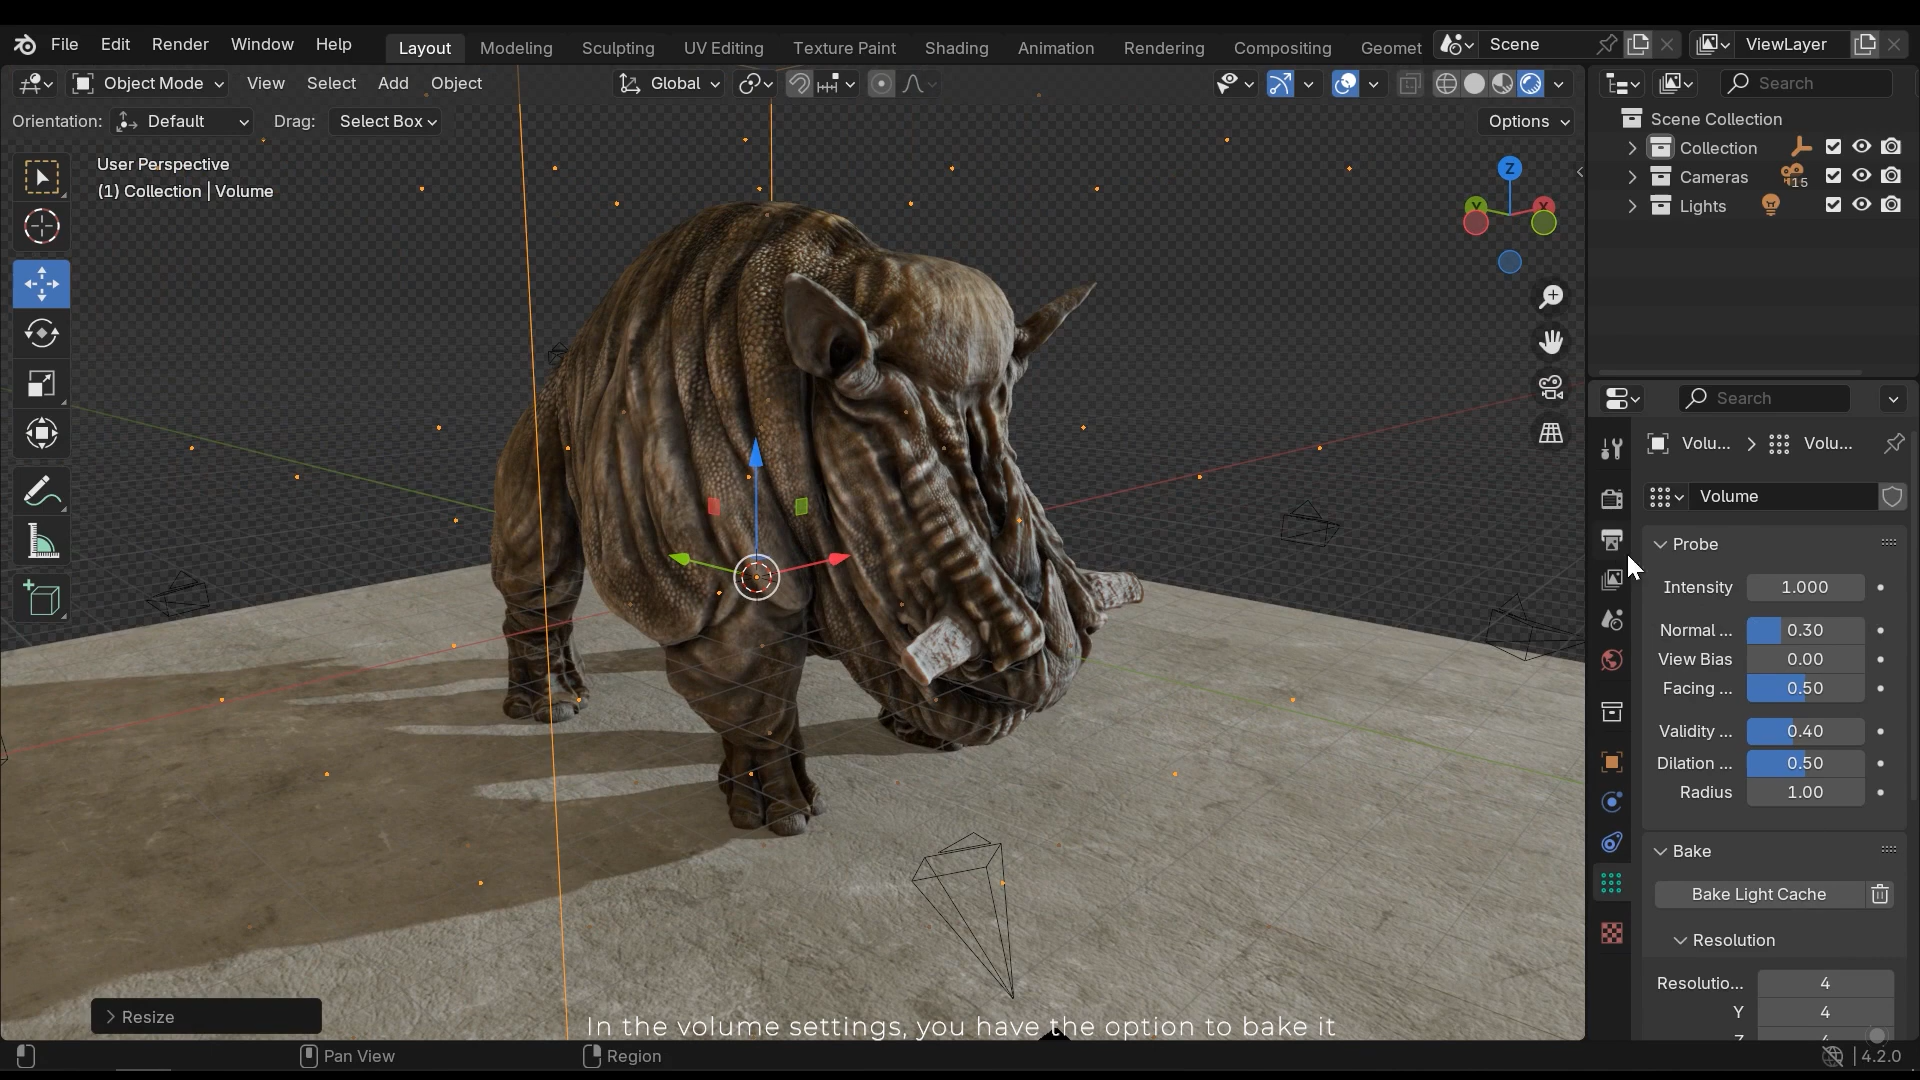 File Edit Render Window Help Layout Modeling Sculpting UV Editing Texture Paint Shading Animation Rendering Compositing Geomet Scene ViewLayer
Object Mode View Select Add Object Global Search
Orientation: Default Drag: Select Box Options
User Perspective
(1) Collection | Volume
Z
Y
X
Scene Collection
Collection
Cameras 15
Lights
Search
Volu... Volu...
Volume
Probe
Intensity 1.000
Normal ... 0.30
View Bias 0.00
Facing ... 0.50
Validity ... 0.40
Dilation ... 0.50
Radius 1.00
Bake
Bake Light Cache
Resolution
Resolutio... 4
Y 4
Resize
In the volume settings, you have the option to bake it
Pan View Region 4.2.0